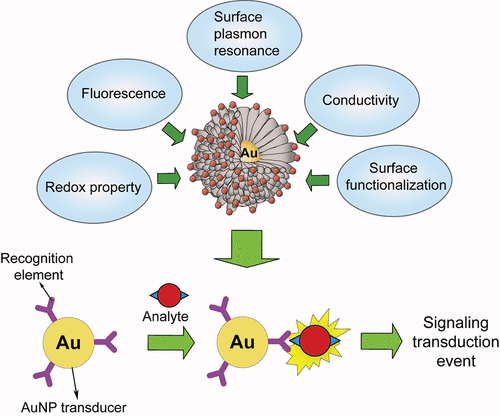 Surface
plasmon
resonance
Fluorescence
Conductivity
Au
Redox property
Surface
functionalization
Recognition
element
Analyte
Au
Au
Signaling
transduction
event
AuNP transducer